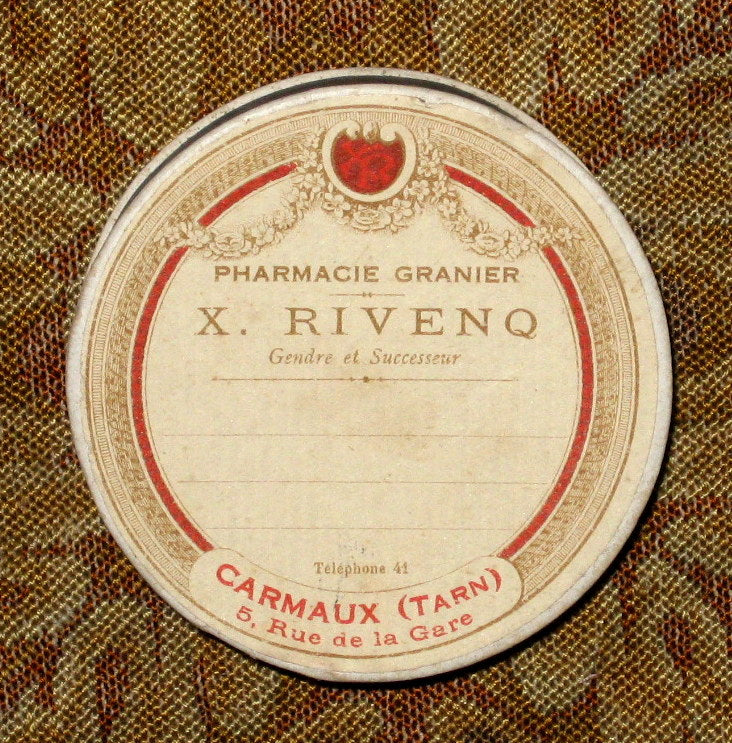 PHARMACIE GRANIER
X. RIVENQ
Gendre et Successeur
Téléphone 41
CARMAUX (TARN)
5, Rue de la Gare